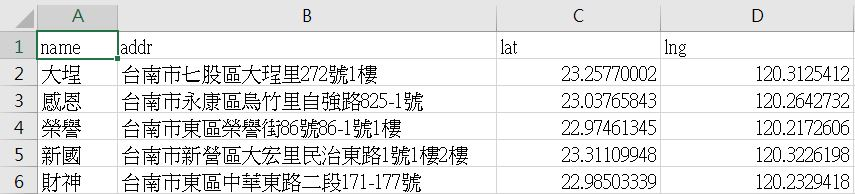 A B C D
1 name addr lat lng
2 大埕 台南市七股區大埕里272號1樓 23.25770002 120.3125412
3 感恩 台南市永康區烏竹里自強路825-1號 23.03765843 120.2642732
4 榮譽 台南市東區榮譽街86號86-1號1樓 22.97461345 120.2172606
5 新國 台南市新營區大宏里民治東路1號1樓2樓 23.31109948 120.3226198
6 財神 台南市東區中華東路二段171-177號 22.98503339 120.2329418